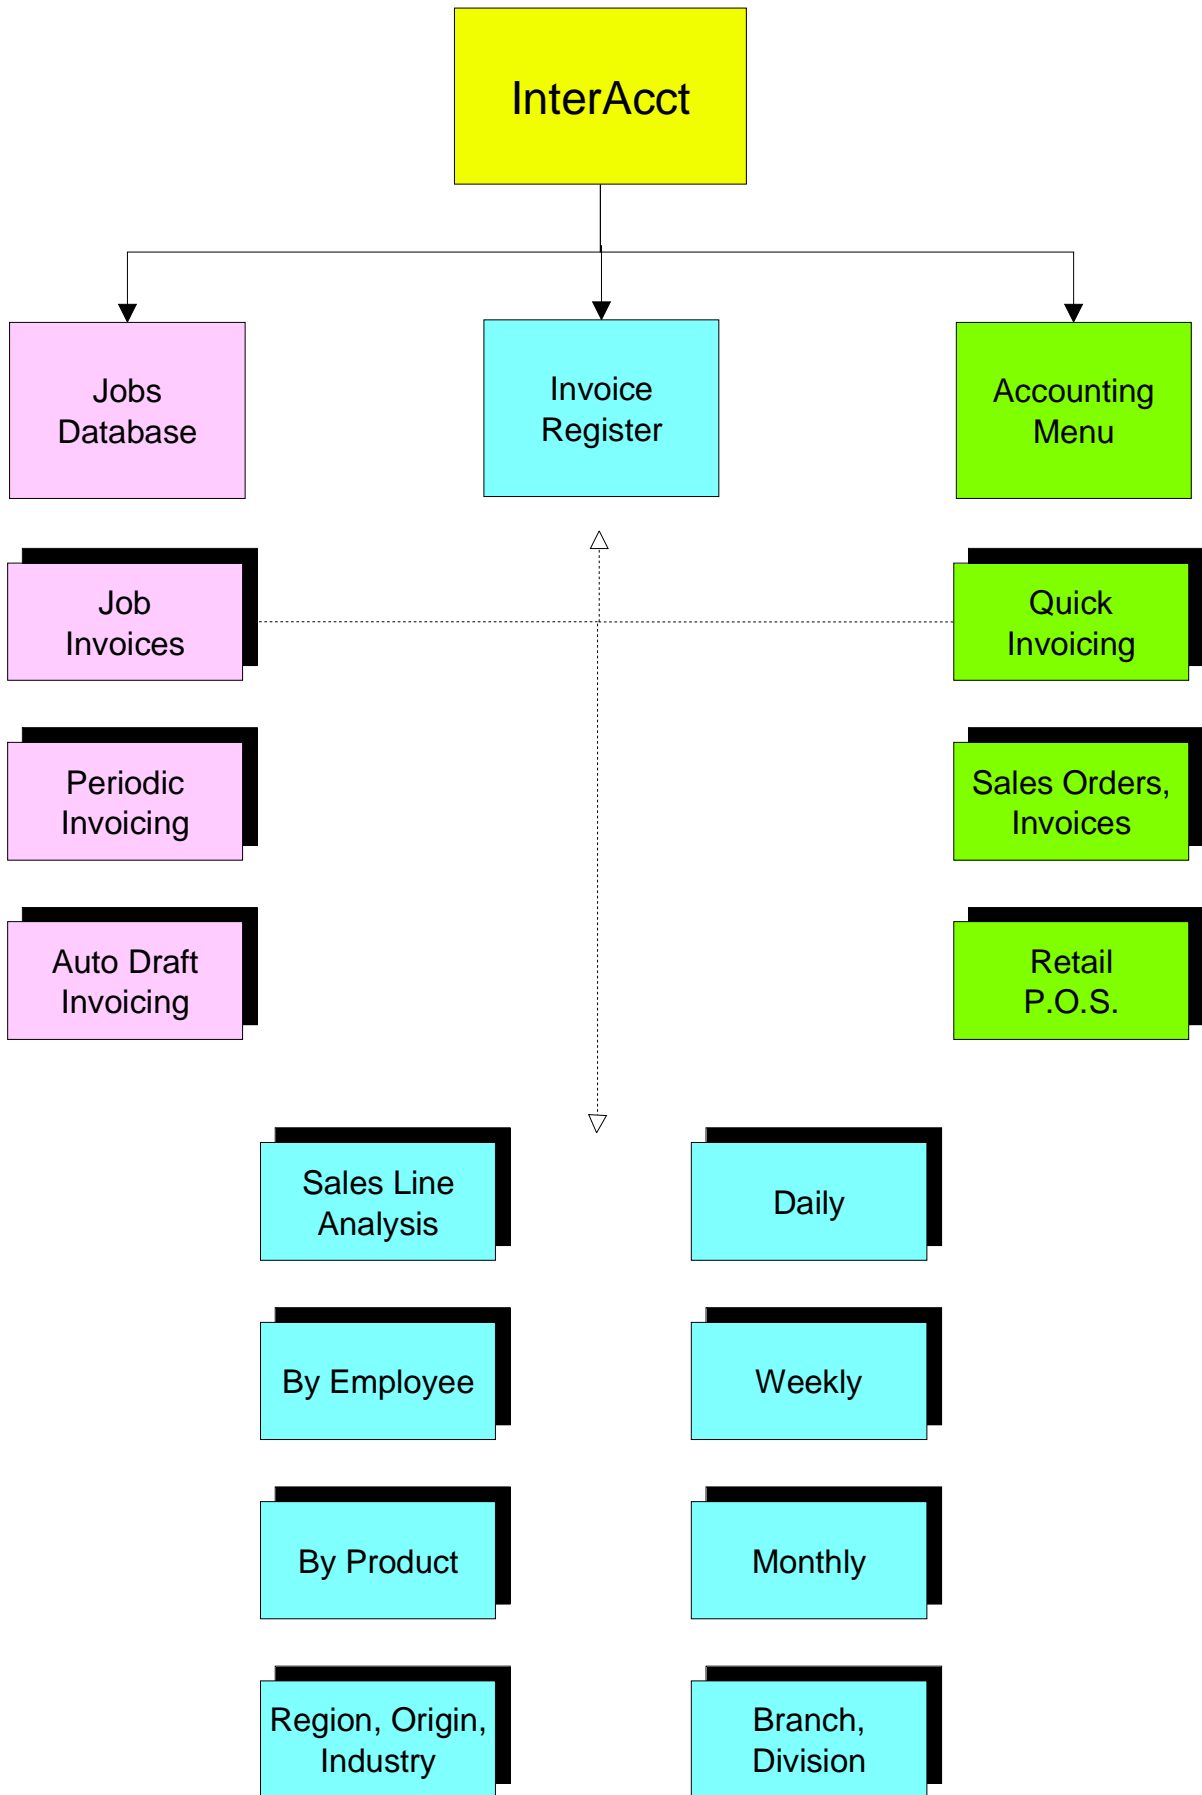 InterAcct
Jobs
Database
Invoice
Register
Accounting
Menu
Job
Invoices
Quick
Invoicing
Periodic
Invoicing
Sales Orders,
Invoices
Auto Draft
Invoicing
Retail
P.O.S.
Sales Line
Analysis
Daily
By Employee
Weekly
By Product
Monthly
Region, Origin,
Industry
Branch,
Division